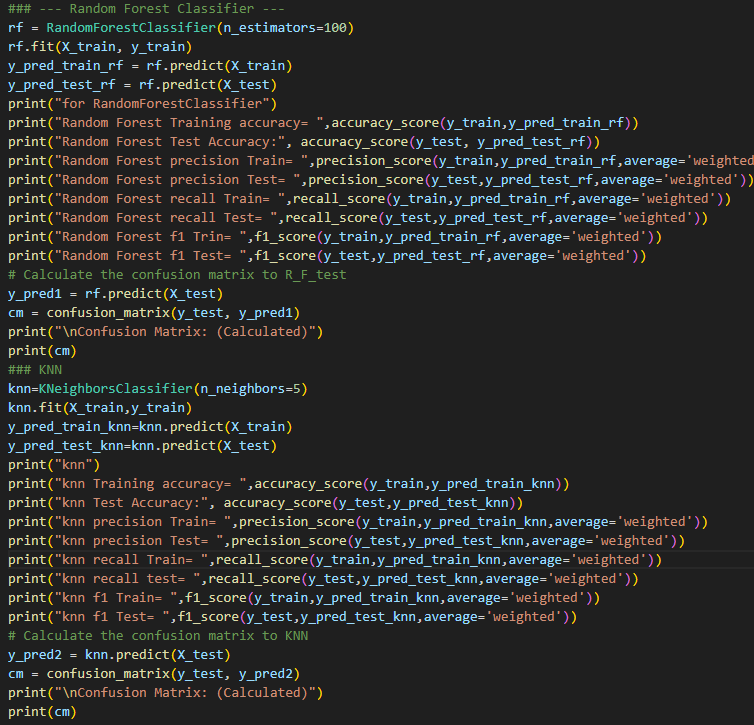 ### --- Random Forest Classifier ---
rf = RandomForestClassifier(n_estimators=100)
rf.fit(X_train, y_train)
y_pred_train_rf = rf.predict(X_train)
y_pred_test_rf = rf.predict(X_test)
print("for RandomForestClassifier")
print("Random Forest Training accuracy= ",accuracy_score(y_train,y_pred_train_rf))
print("Random Forest Test Accuracy:", accuracy_score(y_test, y_pred_test_rf))
print("Random Forest precision Train= ",precision_score(y_train,y_pred_train_rf,average='weighted
print("Random Forest precision Test= ",precision_score(y_test,y_pred_test_rf,average='weighted'))
print("Random Forest recall Train= ",recall_score(y_train,y_pred_train_rf,average='weighted'))
print("Random Forest recall Test= ",recall_score(y_test,y_pred_test_rf,average='weighted'))
print("Random Forest f1 Trin= ",f1_score(y_train,y_pred_train_rf,average='weighted'))
print("Random Forest f1 Test= ",f1_score(y_test,y_pred_test_rf,average='weighted'))
# Calculate the confusion matrix to R_F_test
y_pred1 = rf.predict(X_test)
cm = confusion_matrix(y_test, y_pred1)
print("\nConfusion Matrix: (Calculated)")
print(cm)
### KNN
knn=KNeighborsClassifier(n_neighbors=5)
knn.fit(X_train,y_train)
y_pred_train_knn=knn.predict(X_train)
y_pred_test_knn=knn.predict(X_test)
print("knn")
print("knn Training accuracy= ",accuracy_score(y_train,y_pred_train_knn))
print("knn Test Accuracy:", accuracy_score(y_test,y_pred_test_knn))
print("knn precision Train= ",precision_score(y_train,y_pred_train_knn,average='weighted'))
print("knn precision Test= ",precision_score(y_test,y_pred_test_knn,average='weighted'))
print("knn recall Train= ",recall_score(y_train,y_pred_train_knn,average='weighted'))
print("knn recall test= ",recall_score(y_test,y_pred_test_knn,average='weighted'))
print("knn f1 Train= ",f1_score(y_train,y_pred_train_knn,average='weighted'))
print("knn f1 Test= ",f1_score(y_test,y_pred_test_knn,average='weighted'))
# Calculate the confusion matrix to KNN
y_pred2 = knn.predict(X_test)
cm = confusion_matrix(y_test, y_pred2)
print("\nConfusion Matrix: (Calculated)")
print(cm)